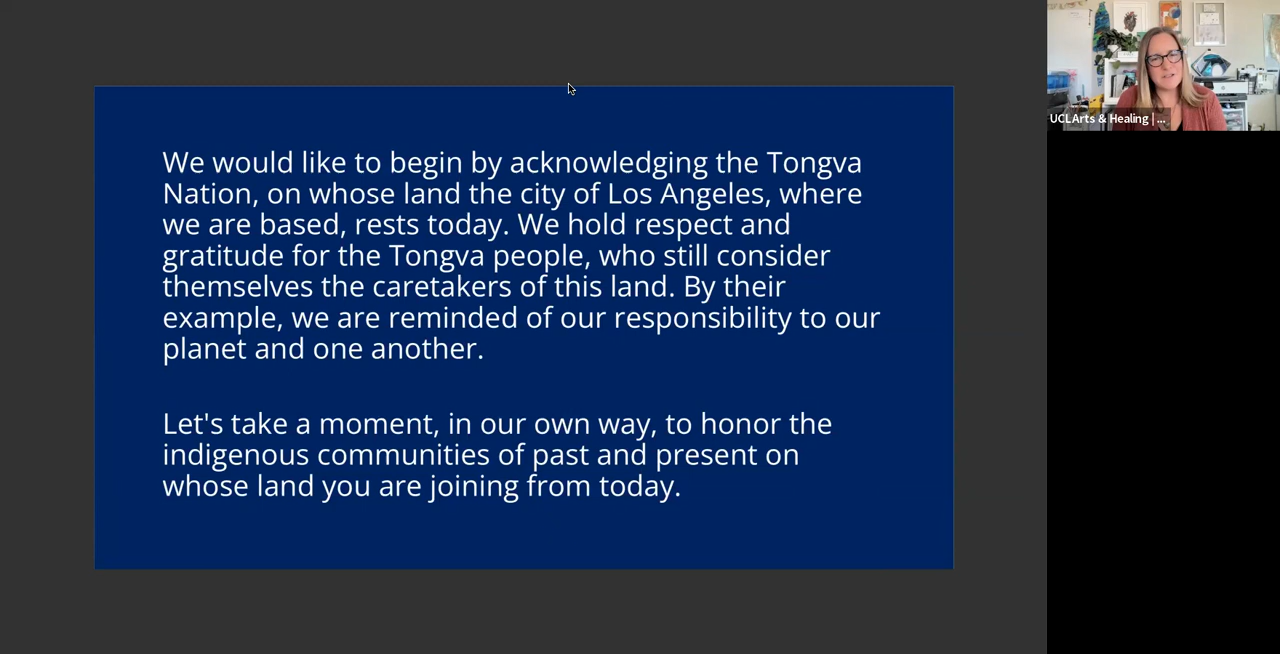 We would like to begin by acknowledging the Tongva
Nation, on whose land the city of Los Angeles, where
we are based, rests today. We hold respect and
gratitude for the Tongva people, who still consider
themselves the caretakers of this land. By their
example, we are reminded of our responsibility to our
planet and one another.
Let's take a moment, in our own way, to honor the
indigenous communities of past and present on
whose land you are joining from today.
UCLArts & Healing | ...